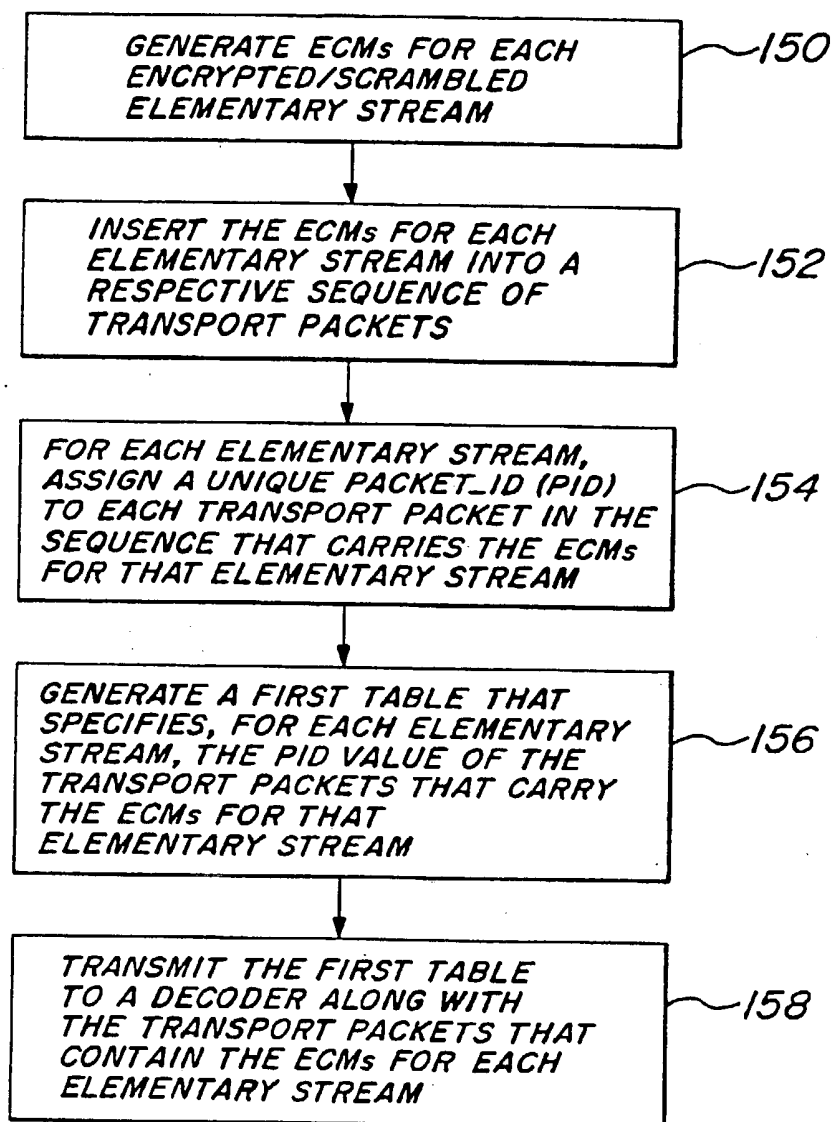 GENERATE ECMs FOR EACH
ENCRYPTED/SCRAMBLED
ELEMENTARY STREAM
150
INSERT THE ECMs FOR EACH
ELEMENTARY STREAM INTO A
RESPECTIVE SEQUENCE OF
TRANSPORT PACKETS
152
FOR EACH ELEMENTARY STREAM,
ASSIGN A UNIQUE PACKET_ID (PID)
TO EACH TRANSPORT PACKET IN THE
SEQUENCE THAT CARRIES THE ECMs
FOR THAT ELEMENTARY STREAM
154
GENERATE A FIRST TABLE THAT
SPECIFIES, FOR EACH ELEMENTARY
STREAM, THE PID VALUE OF THE
TRANSPORT PACKETS THAT CARRY
THE ECMs FOR THAT
ELEMENTARY STREAM
156
TRANSMIT THE FIRST TABLE
TO A DECODER ALONG WITH
THE TRANSPORT PACKETS THAT
CONTAIN THE ECMs FOR EACH
ELEMENTARY STREAM
158